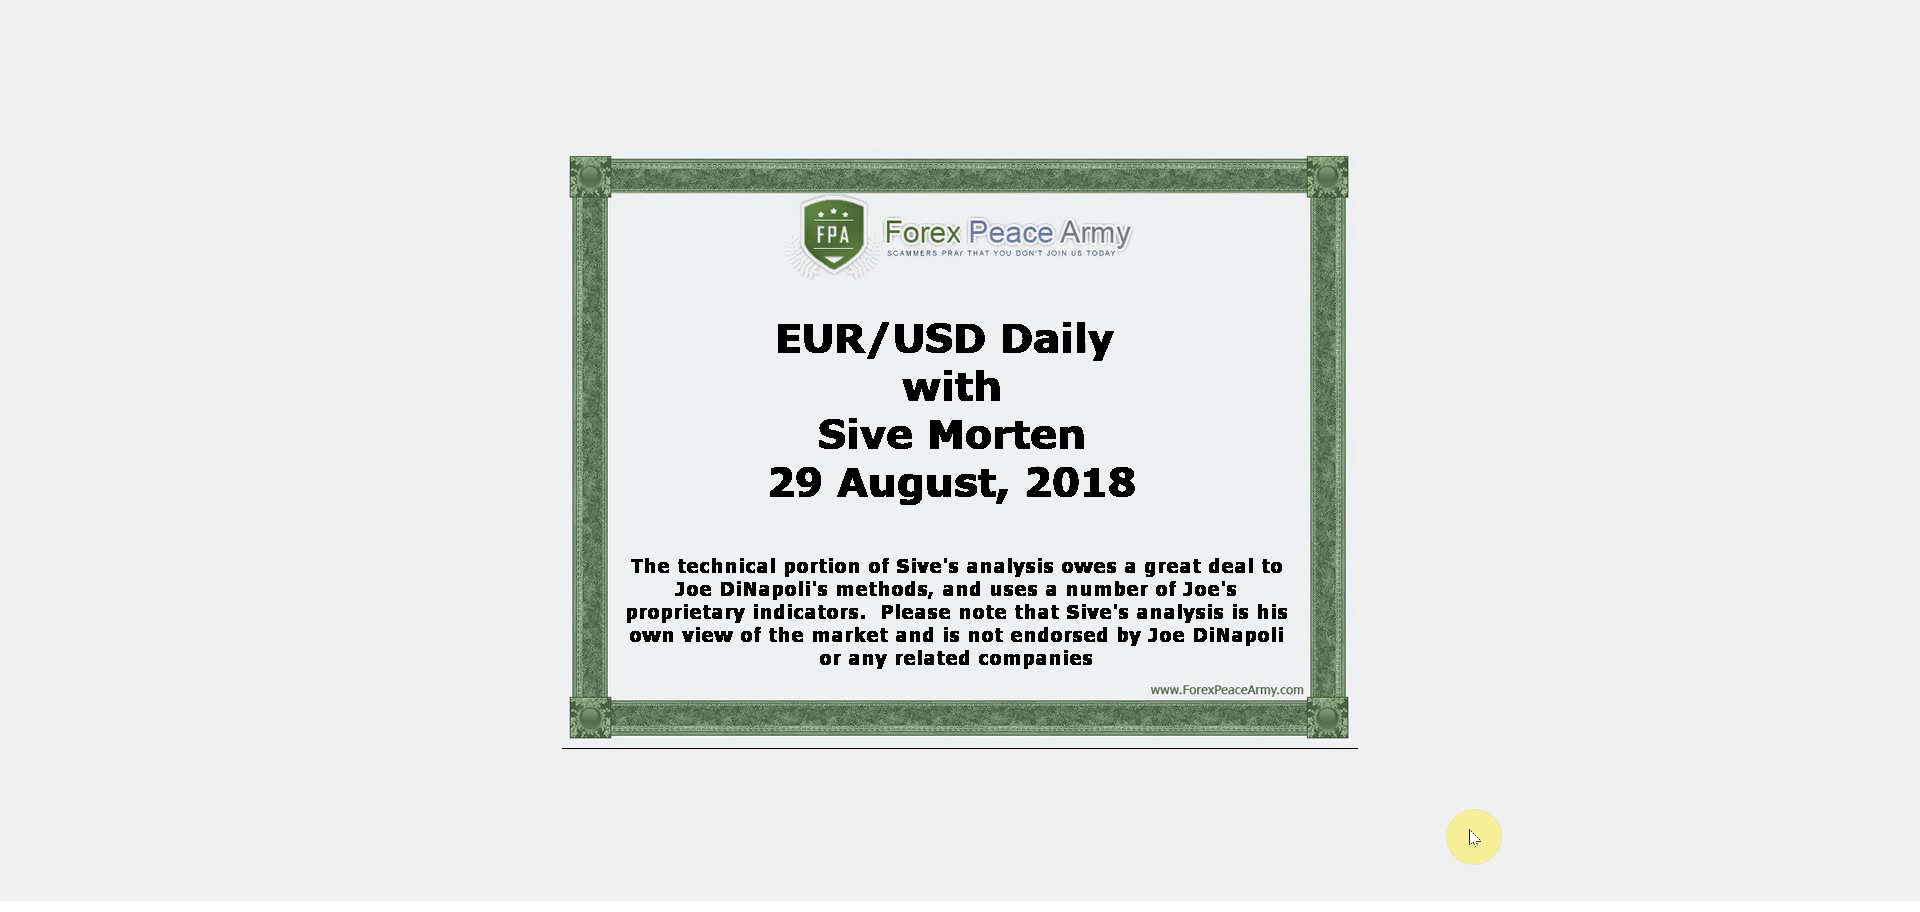 FPA
Forex Peace Army
SCAMMERS PRAY THAT YOU DON'T JOIN US TODAY
EUR/USD Daily
with
Sive Morten
29 August, 2018
The technical portion of Sive's analysis owes a great deal to
Joe DiNapoli's methods, and uses a number of Joe's
proprietary indicators.  Please note that Sive's analysis is his
own view of the market and is not endorsed by Joe DiNapoli
or any related companies
www.ForexPeaceArmy.com